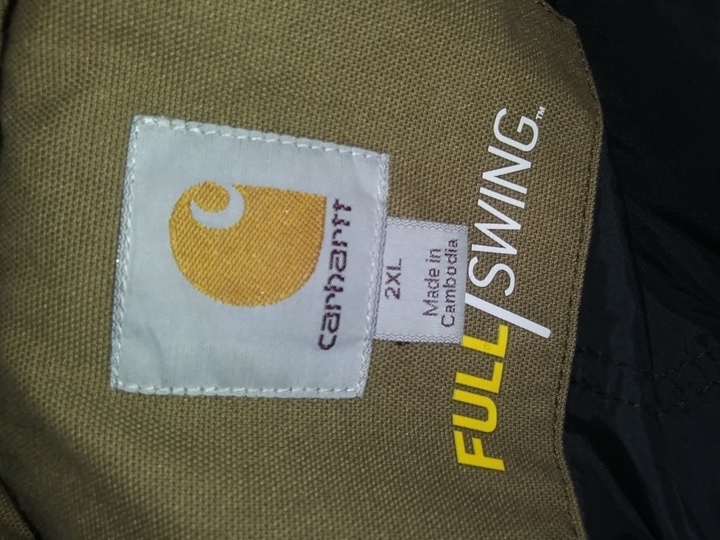 carhartt
2XL
Made in
Cambodia
FULL/SWING™